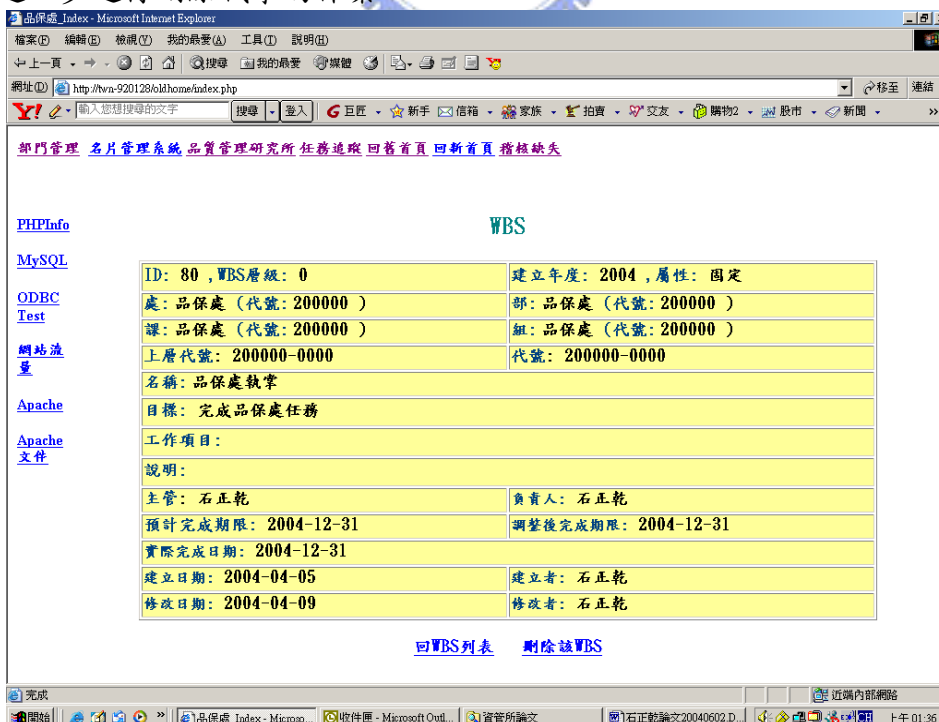 品保處_Index - Microsoft Internet Explorer
檔案(F) 編輯(E) 檢視(V) 我的最愛(A) 工具(T) 說明(H)
上一頁 搜尋 我的最愛 媒體
網址(D) http://twn-920128/oldhome/index.php 移至 連結
Y! 輸入您想搜尋的文字 搜尋 登入 G 巨匠 新手 信箱 家族 拍賣 交友 購物2 股市 新聞 »
部門管理 名片管理系統 品質管理研究所 任務追蹤 回舊首頁 回新首頁 稽核缺失
PHPInfo
MySQL
ODBC
Test
網站流
量
Apache
Apache
文件
WBS
ID: 80 ,WBS層級: 0 建立年度: 2004 ,屬性: 固定
處: 品保處 (代號: 200000 ) 部: 品保處 (代號: 200000 )
課: 品保處 (代號: 200000 ) 組: 品保處 (代號: 200000 )
上層代號: 200000-0000 代號: 200000-0000
名稱: 品保處執掌
目標: 完成品保處任務
工作項目:
說明:
主管: 石正乾 負責人: 石正乾
預計完成期限: 2004-12-31 調整後完成期限: 2004-12-31
實際完成日期: 2004-12-31
建立日期: 2004-04-05 建立者: 石正乾
修改日期: 2004-04-09 修改者: 石正乾
回WBS列表 刪除該WBS
完成 近端內部網路
開始 » 品保處_Index - Microsop... 收件匣 - Microsoft Outl... 資管所論文 石正乾論文20040602.D... 上午 01:36